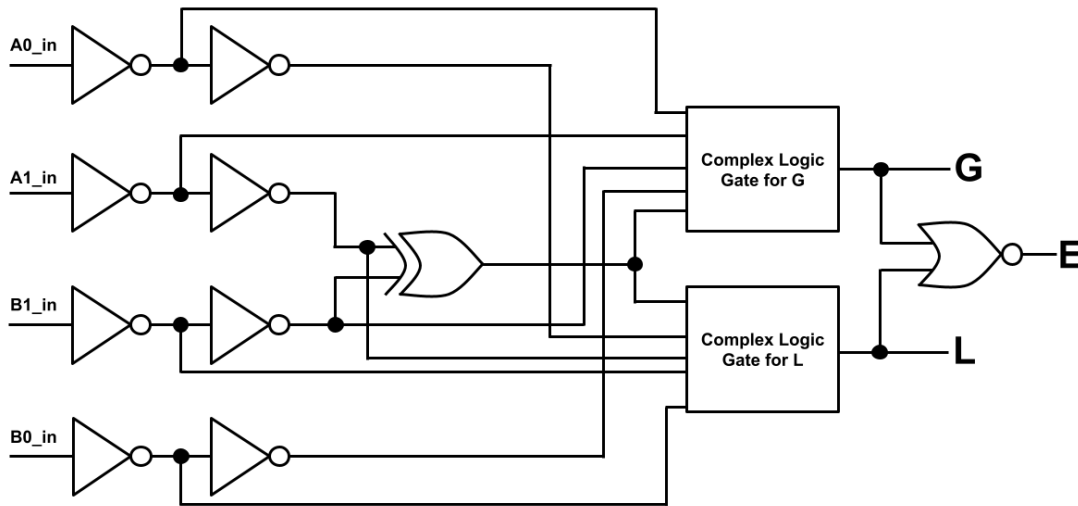 A0_in
A1_in
B1_in
B0_in
Complex Logic
Gate for G
Complex Logic
Gate for L
G
E
L